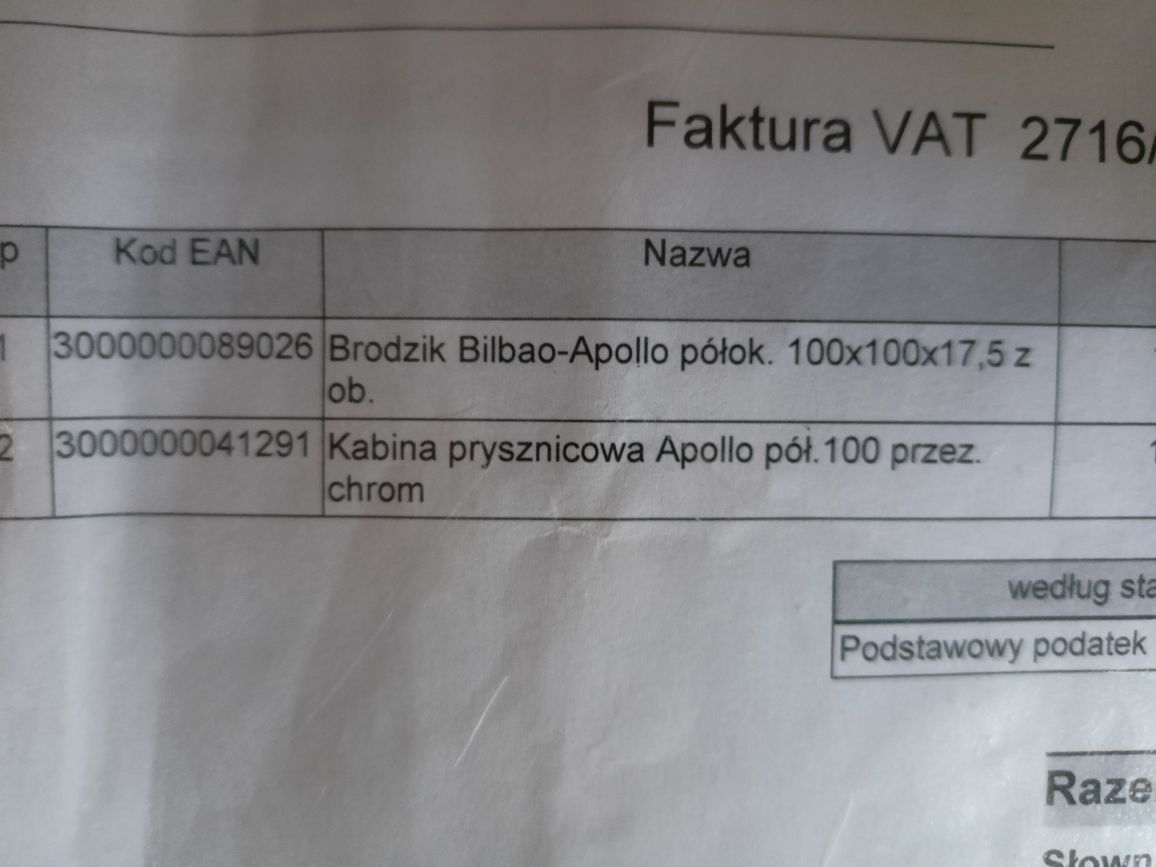 Faktura VAT 2716/
p Kod EAN Nazwa
1 3000000089026 Brodzik Bilbao-Apollo półok. 100x100x17,5 z
ob.
2 3000000041291 Kabina prysznicowa Apollo pół.100 przez.
chrom
według sta
Podstawowy podatek
Raze
Słown